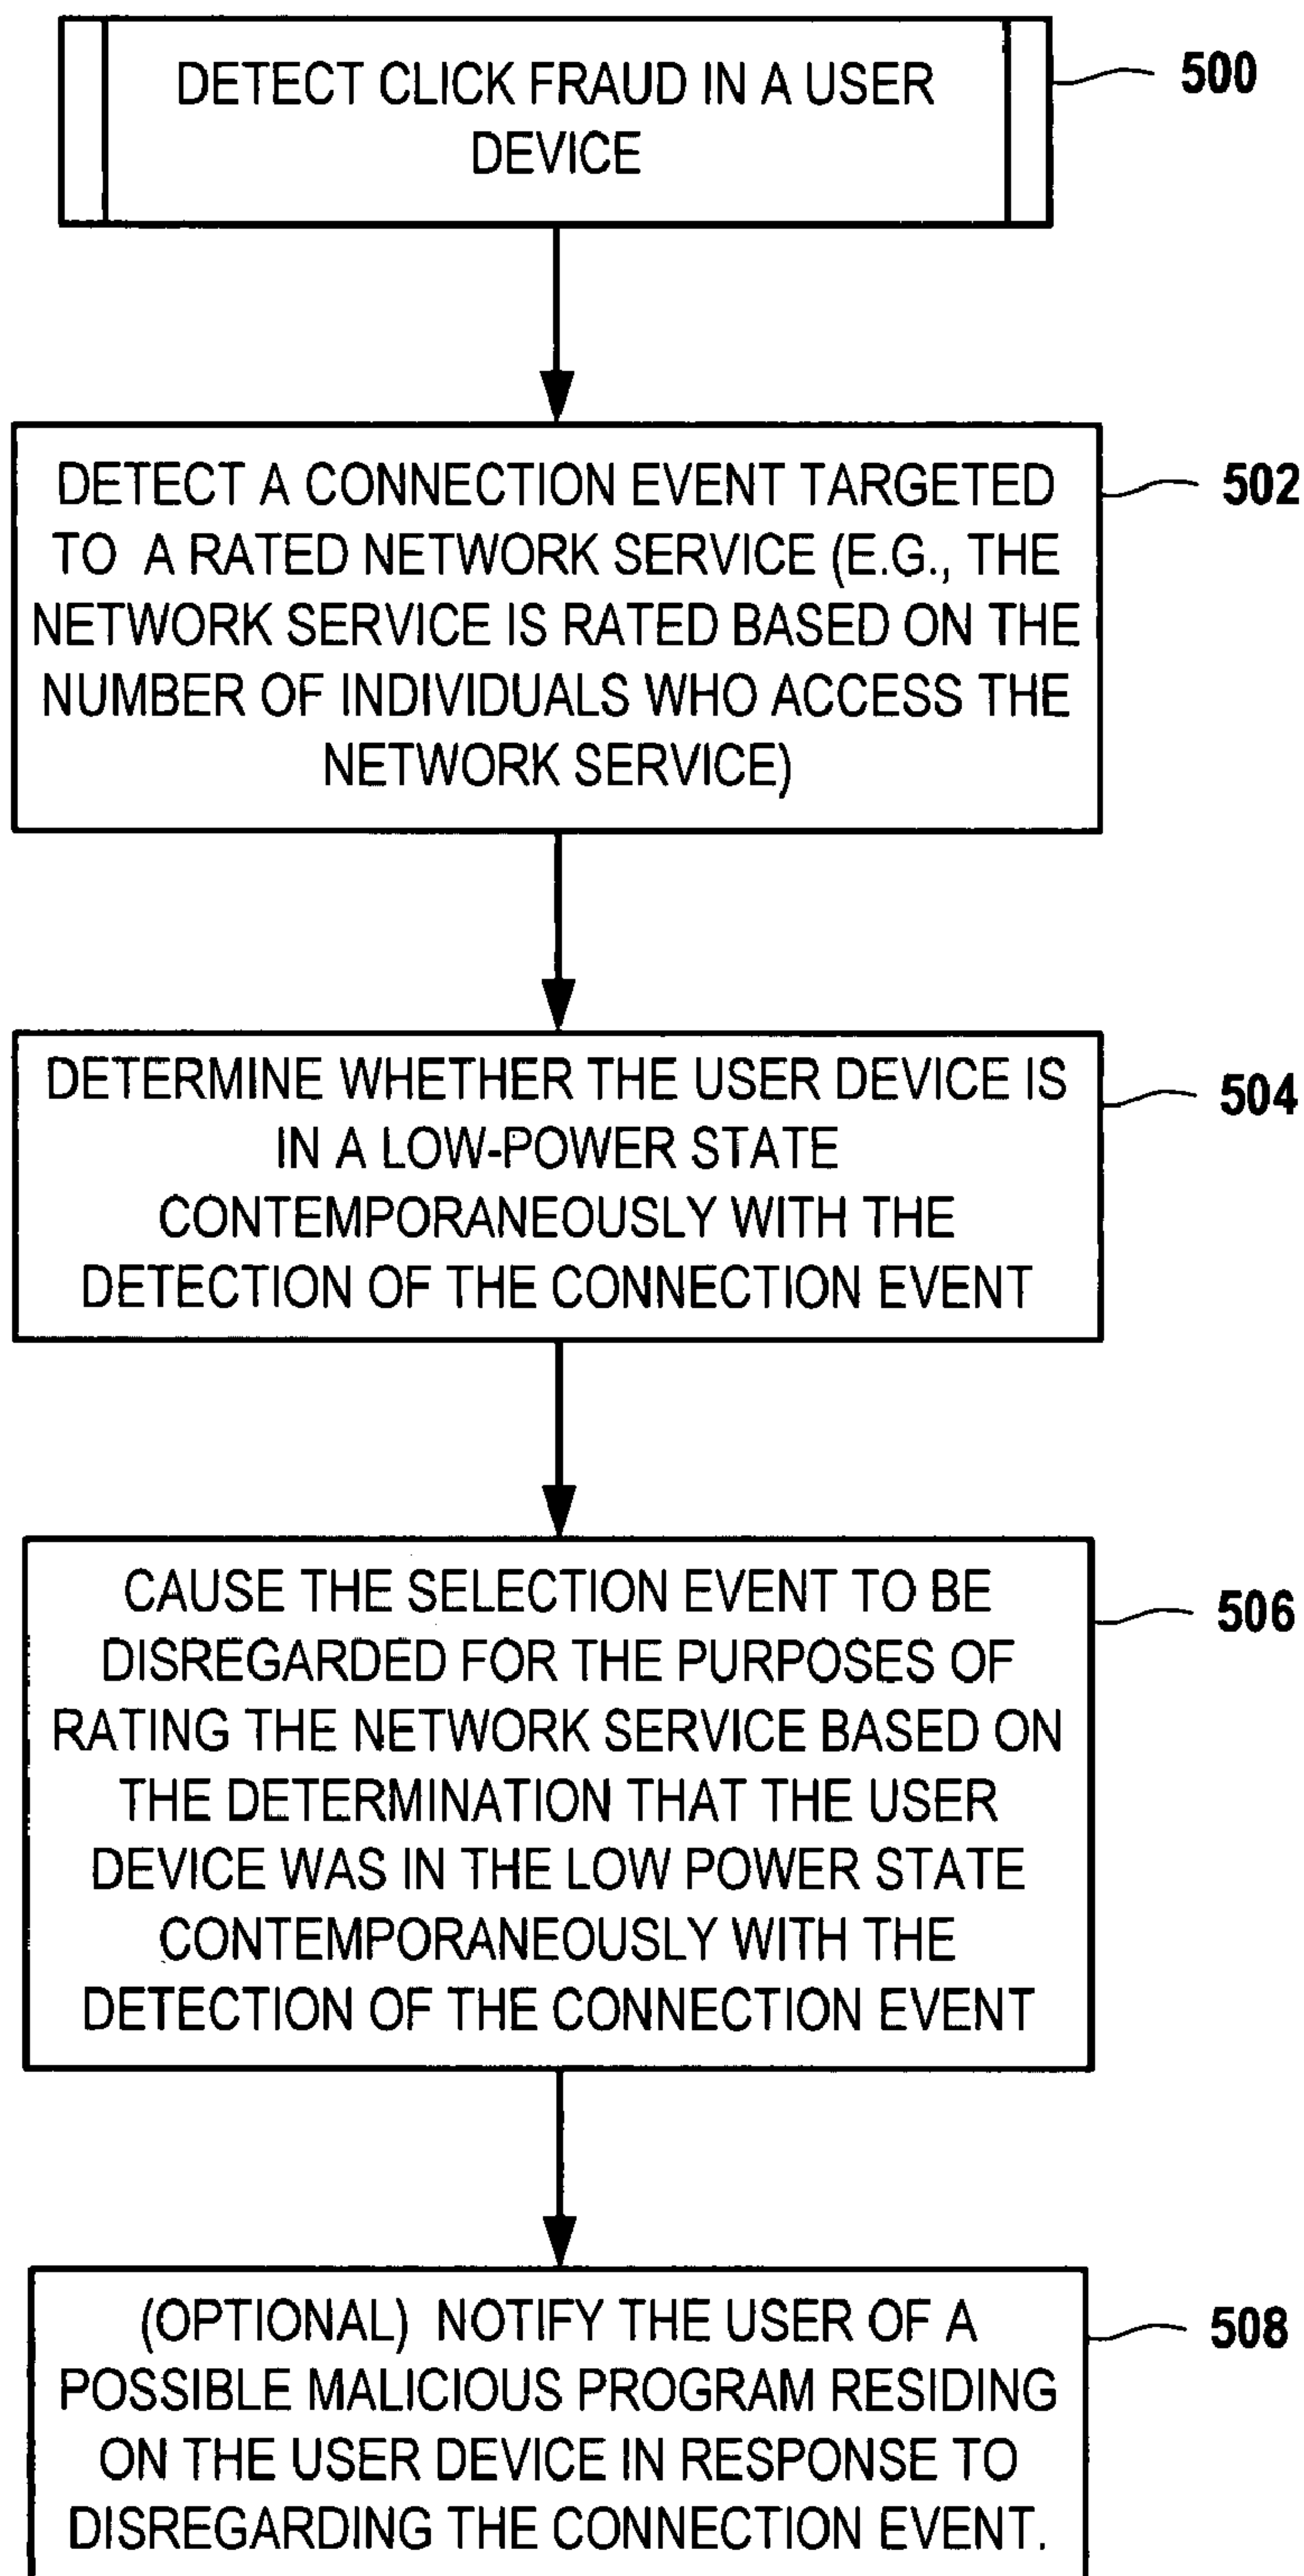 DETECT CLICK FRAUD IN A USER
DEVICE
500
DETECT A CONNECTION EVENT TARGETED
TO A RATED NETWORK SERVICE (E.G., THE
NETWORK SERVICE IS RATED BASED ON THE
NUMBER OF INDIVIDUALS WHO ACCESS THE
NETWORK SERVICE)
502
DETERMINE WHETHER THE USER DEVICE IS
IN A LOW-POWER STATE
CONTEMPORANEOUSLY WITH THE
DETECTION OF THE CONNECTION EVENT
504
CAUSE THE SELECTION EVENT TO BE
DISREGARDED FOR THE PURPOSES OF
RATING THE NETWORK SERVICE BASED ON
THE DETERMINATION THAT THE USER
DEVICE WAS IN THE LOW POWER STATE
CONTEMPORANEOUSLY WITH THE
DETECTION OF THE CONNECTION EVENT
506
(OPTIONAL) NOTIFY THE USER OF A
POSSIBLE MALICIOUS PROGRAM RESIDING
ON THE USER DEVICE IN RESPONSE TO
DISREGARDING THE CONNECTION EVENT.
508